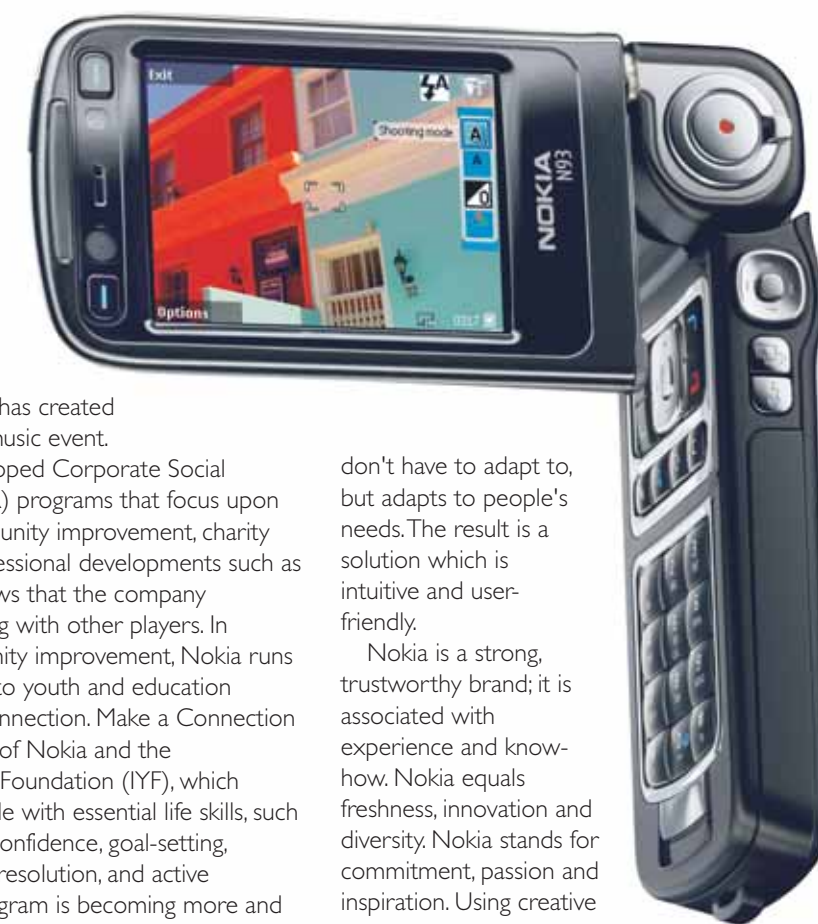 Exit
Shooting mode
A
A
Options
NOKIA
N93
has created
music event.
oped Corporate Social
) programs that focus upon
unity improvement, charity
essional developments such as
ws that the company
g with other players. In
nity improvement, Nokia runs
to youth and education
nnection. Make a Connection
of Nokia and the
Foundation (IYF), which
le with essential life skills, such
onfidence, goal-setting,
resolution, and active
gram is becoming more and
don't have to adapt to,
but adapts to people's
needs. The result is a
solution which is
intuitive and user-
friendly.
Nokia is a strong,
trustworthy brand; it is
associated with
experience and know-
how. Nokia equals
freshness, innovation and
diversity. Nokia stands for
commitment, passion and
inspiration. Using creative